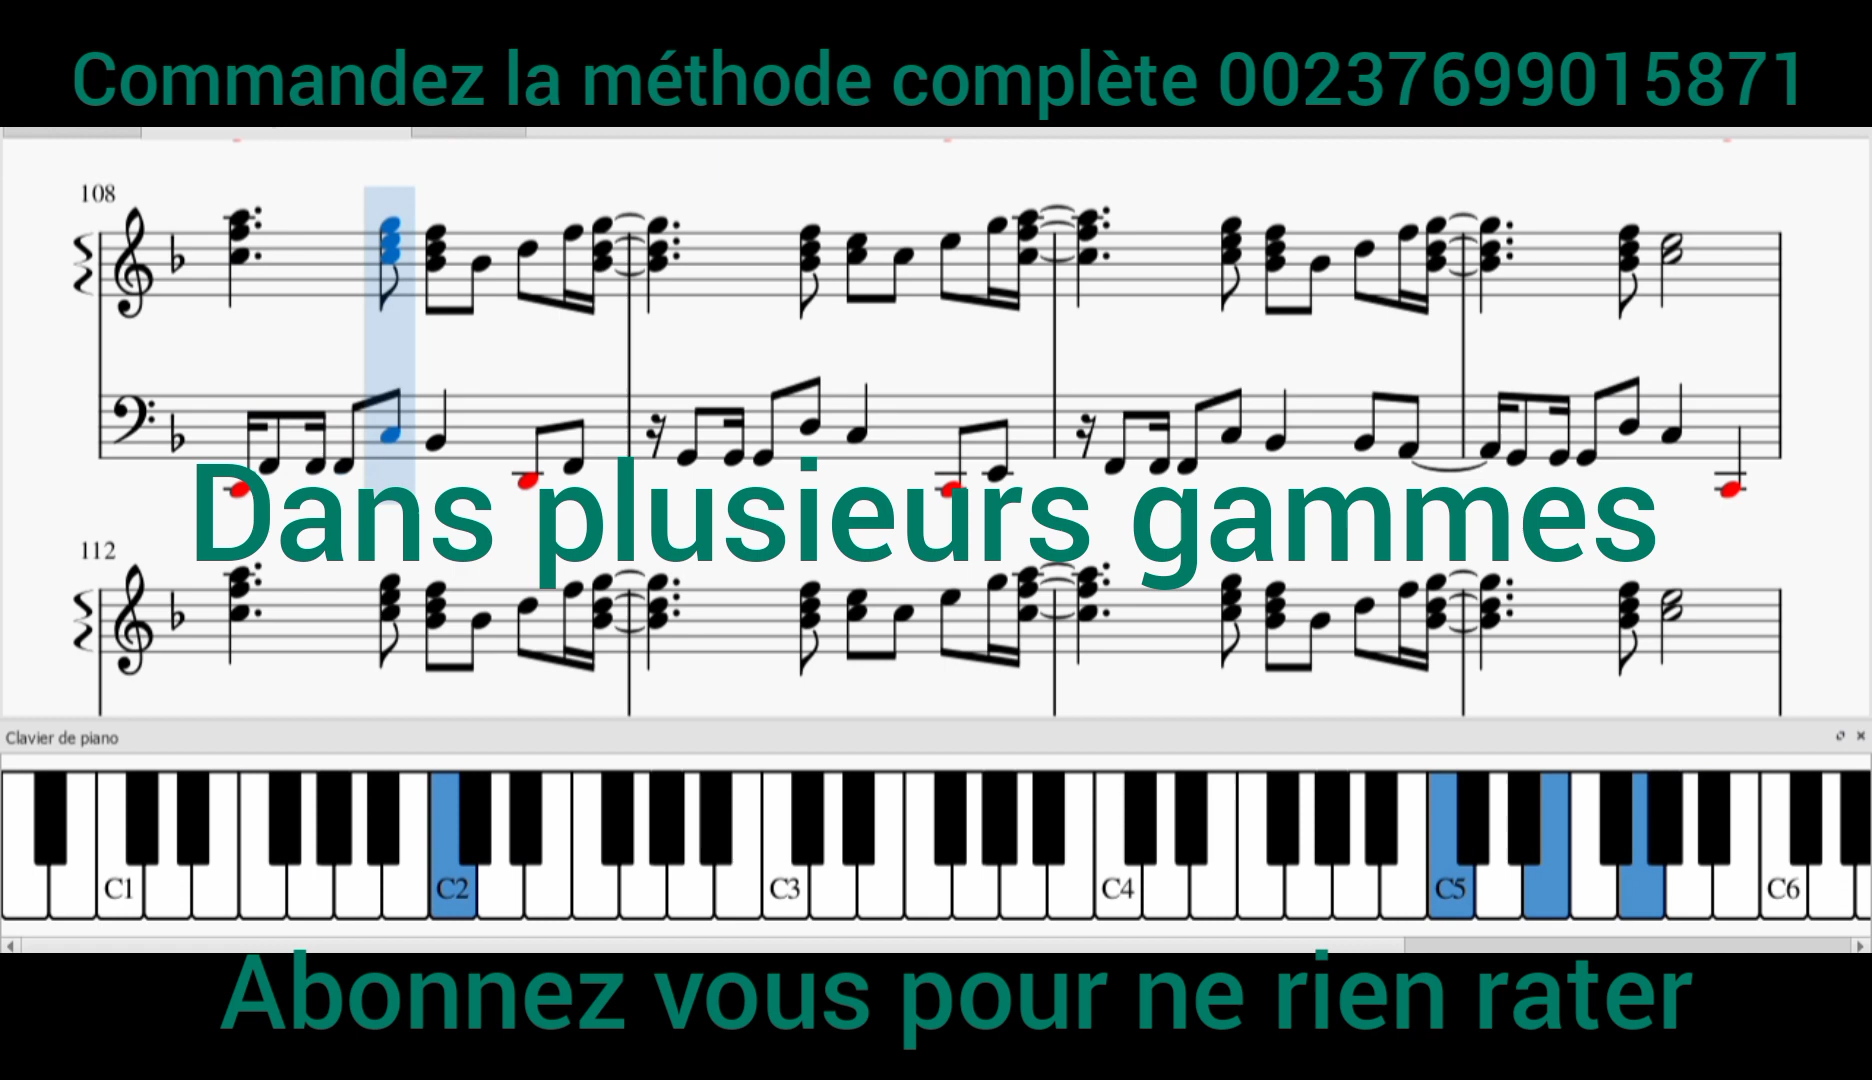 Commandez la méthode complète 00237699015871
108
Dans plusieurs gammes
112
Clavier de piano
C1 C2 C3 C4 C5 C6
Abonnez vous pour ne rien rater